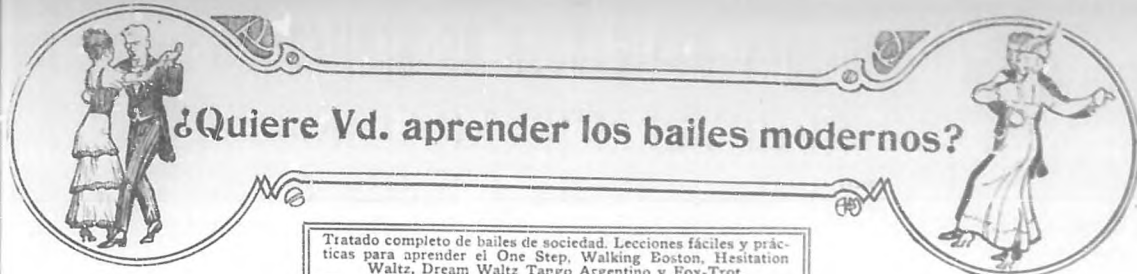 ¿Quiere Vd. aprender los bailes modernos?
Tratado completo de bailes de sociedad. Lecciones fáciles y prác-
ticas para aprender el One Step, Walking Boston, Hesitation
Waltz, Dream Waltz Tango Argentino y Fox-Trot